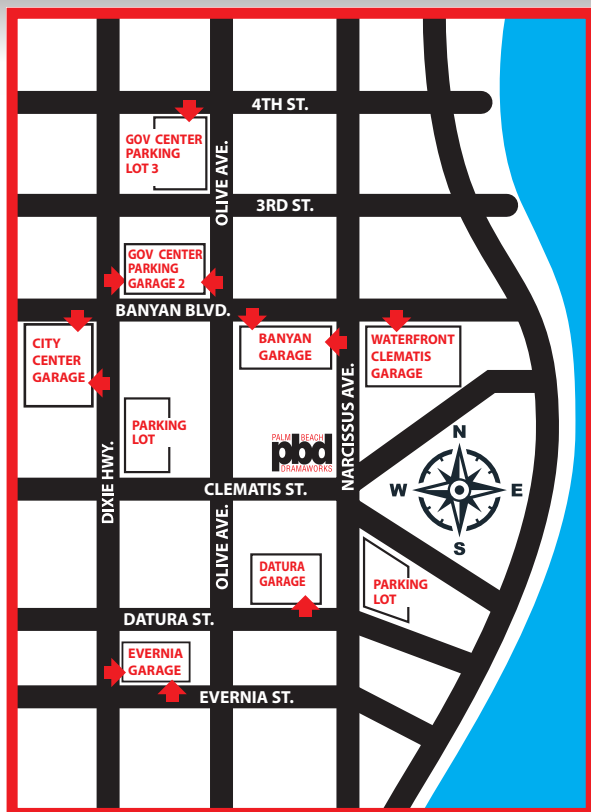 4TH ST.
GOV CENTER
PARKING
LOT 3
OLIVE AVE.
3RD ST.
GOV CENTER
PARKING
GARAGE 2
BANYAN BLVD.
CITY
CENTER
GARAGE
BANYAN
GARAGE
WATERFRONT
CLEMATIS
GARAGE
NARCISSUS AVE.
PARKING
LOT
PALM BEACH
pbd
DRAMAWORKS
DIXIE HWY.
N
W
E
S
CLEMATIS ST.
OLIVE AVE.
DATURA
GARAGE
PARKING
LOT
DATURA ST.
EVERNIA
GARAGE
EVERNIA ST.